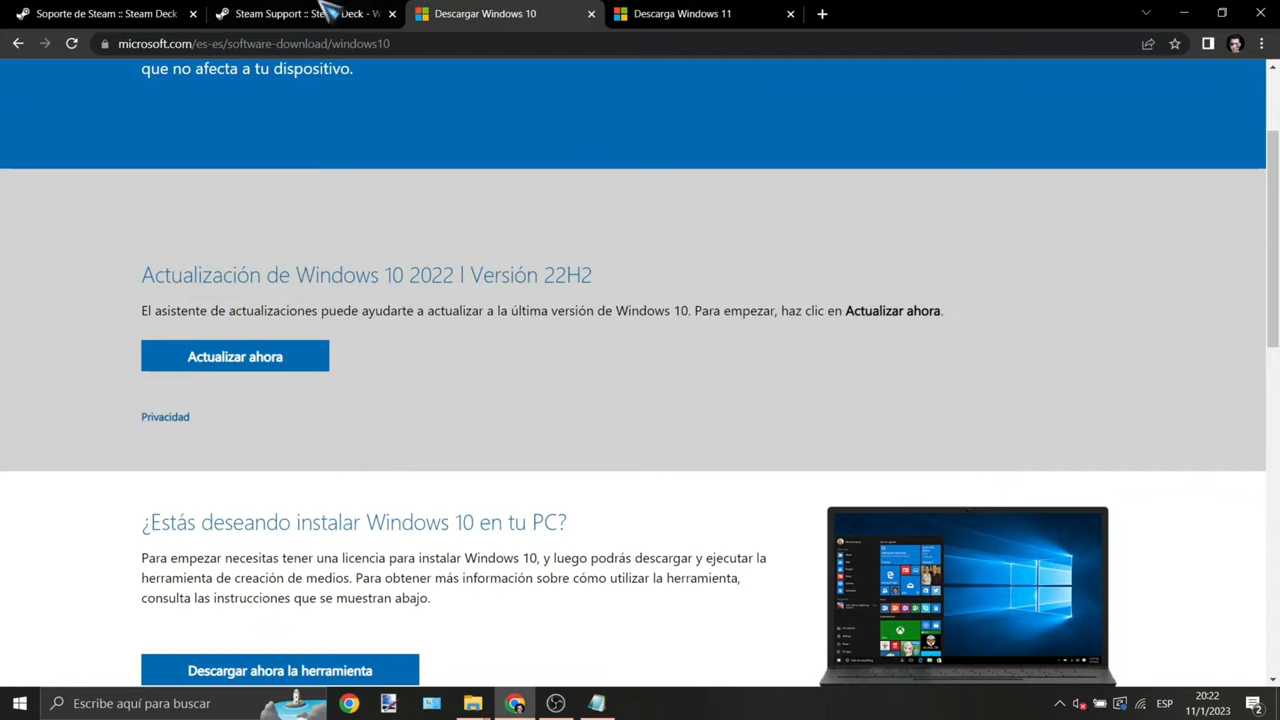 Soporte de Steam :: Steam Deck
Steam Support :: Steam Deck - W
Descargar Windows 10
Descarga Windows 11
microsoft.com/es-es/software-download/windows10
que no afecta a tu dispositivo.
Actualización de Windows 10 2022 | Versión 22H2
El asistente de actualizaciones puede ayudarte a actualizar a la última versión de Windows 10. Para empezar, haz clic en Actualizar ahora.
Actualizar ahora
Privacidad
¿Estás deseando instalar Windows 10 en tu PC?
Para empezar necesitas tener una licencia para instalar Windows 10, y luego podrás descargar y ejecutar la
herramienta de creación de medios. Para obtener más información sobre cómo utilizar la herramienta,
consulta las instrucciones que se muestran abajo.
Descargar ahora la herramienta
Escribe aquí para buscar
ESP
20:22
11/1/2023
2